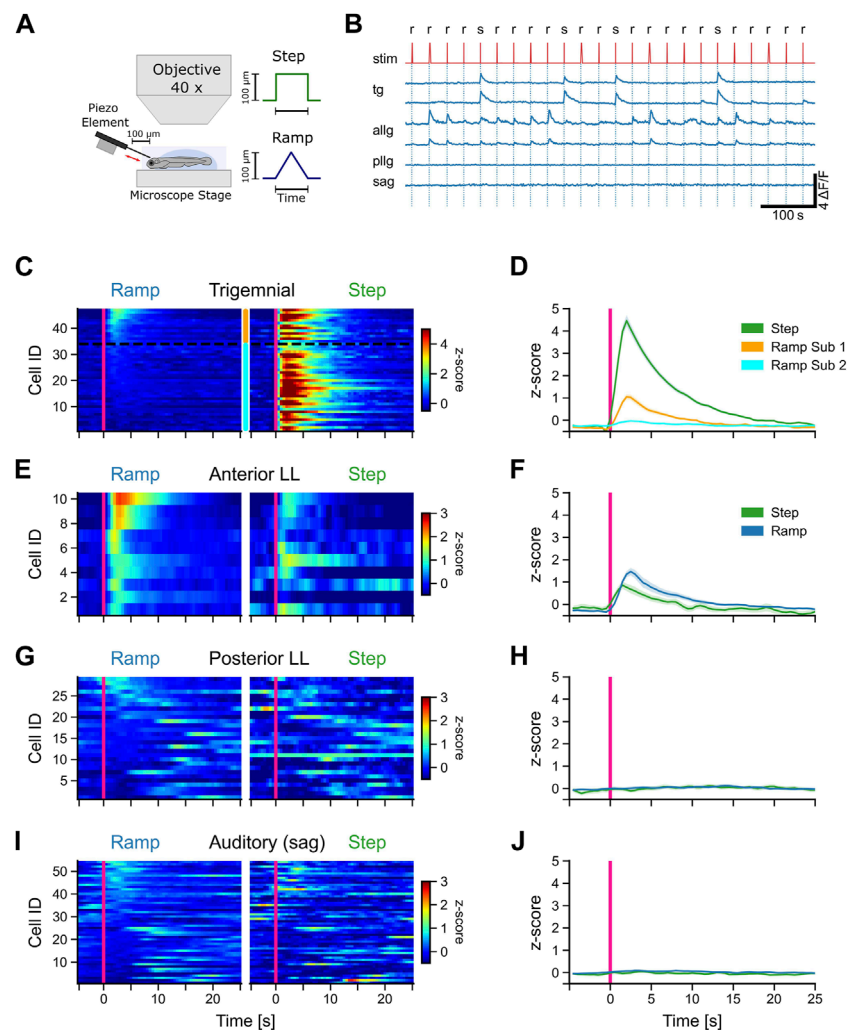 A
Objective
40 x
Piezo
Element
100 μm
Microscope Stage
Step
100 μm
Ramp
100 μm
Time
B
r r r r s r r r r s r r s r r r r r s r r r r r
stim
tg
allg
pllg
sag
4 ΔF/F
100 s
C
Ramp Trigemnial Step
Cell ID
40
30
20
10
z-score
4
2
0
D
z-score
5
4
3
2
1
0
Step
Ramp Sub 1
Ramp Sub 2
0 5 10 15 20 25
E
Ramp Anterior LL Step
Cell ID
10
8
6
4
2
z-score
3
2
1
0
F
z-score
5
4
3
2
1
0
Step
Ramp
G
Ramp Posterior LL Step
Cell ID
25
20
15
10
5
z-score
3
2
1
0
H
z-score
5
4
3
2
1
0
I
Ramp Auditory (sag) Step
Cell ID
50
40
30
20
10
0 10 20 0 10 20
Time [s]
z-score
3
2
1
0
J
z-score
5
4
3
2
1
0
0 5 10 15 20 25
Time [s]